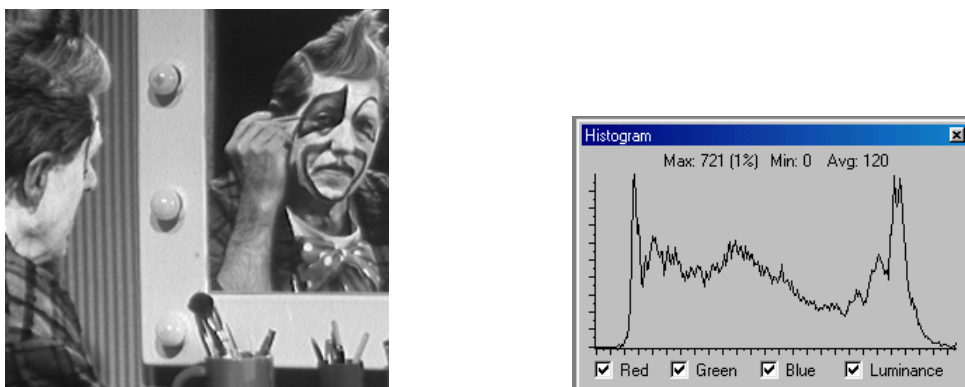 Histogram
Max: 721 (1%) Min: 0 Avg: 120
Red Green Blue Luminance